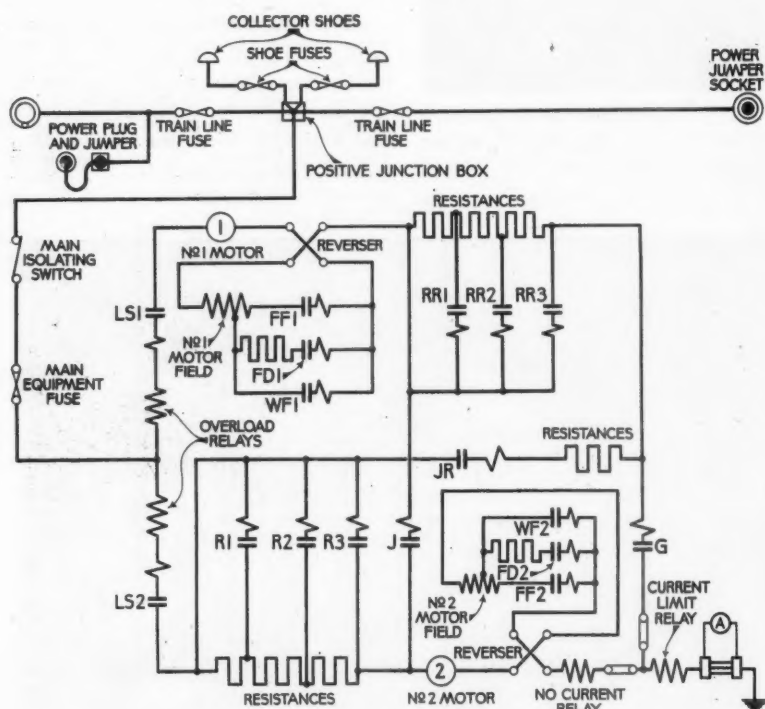 COLLECTOR SHOES
SHOE FUSES
POWER
JUMPER
SOCKET
POWER PLUG
AND JUMPER
TRAIN LINE
FUSE
TRAIN LINE
FUSE
POSITIVE JUNCTION BOX
RESISTANCES
MAIN
ISOLATING
SWITCH
1
Nº1 MOTOR
REVERSER
LS1
FF1
Nº1
MOTOR
FIELD
FD1
WF1
RR1
RR2
RR3
MAIN
EQUIPMENT
FUSE
OVERLOAD
RELAYS
RESISTANCES
JR
R1
R2
R3
J
WF2
FD2
FF2
G
LS2
Nº2
MOTOR
FIELD
CURRENT
LIMIT
RELAY
A
REVERSER
2
RESISTANCES
Nº2 MOTOR
NO CURRENT
RELAY